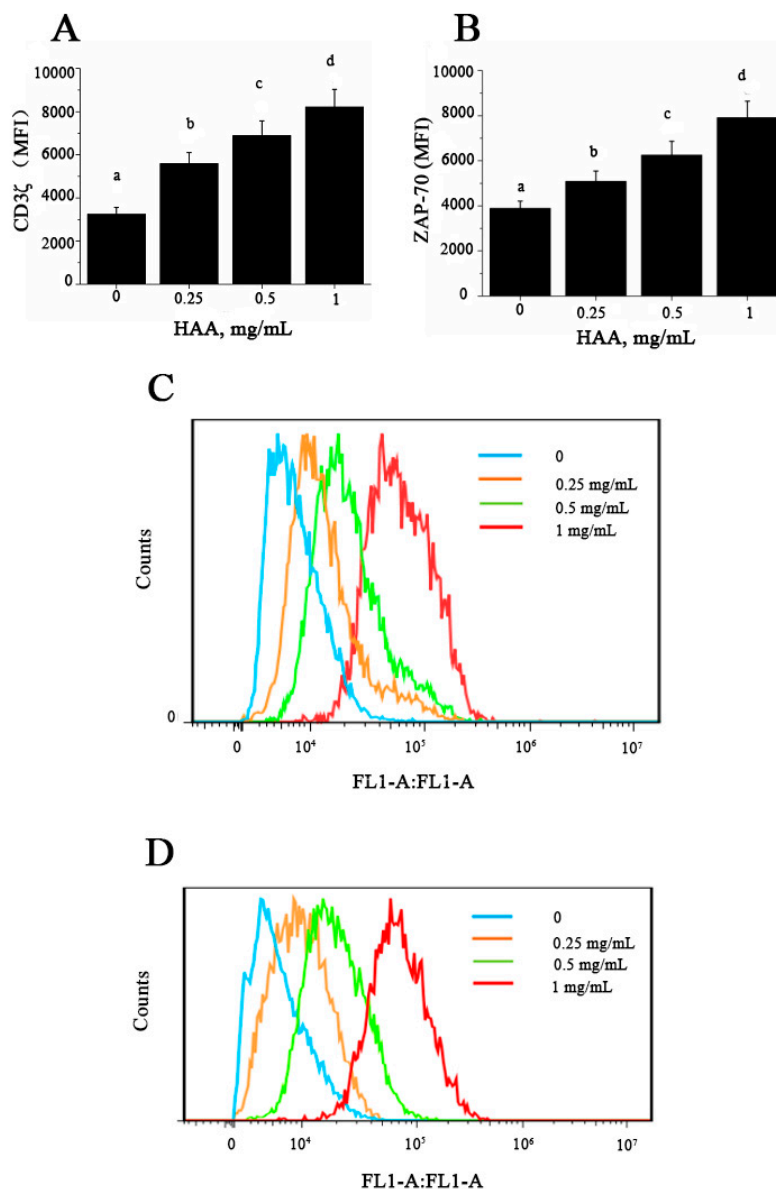 A
CD3ζ (MFI)
10000
8000
6000
4000
2000
0
a
b
c
d
0
0.25
0.5
1
HAA, mg/mL
B
ZAP-70 (MFI)
10000
8000
6000
4000
2000
0
a
b
c
d
0
0.25
0.5
1
HAA, mg/mL
C
Counts
0
0
0.25 mg/mL
0.5 mg/mL
1 mg/mL
0
10⁴
10⁵
10⁶
10⁷
FL1-A:FL1-A
D
Counts
0
0.25 mg/mL
0.5 mg/mL
1 mg/mL
0
10⁴
10⁵
10⁶
10⁷
FL1-A:FL1-A